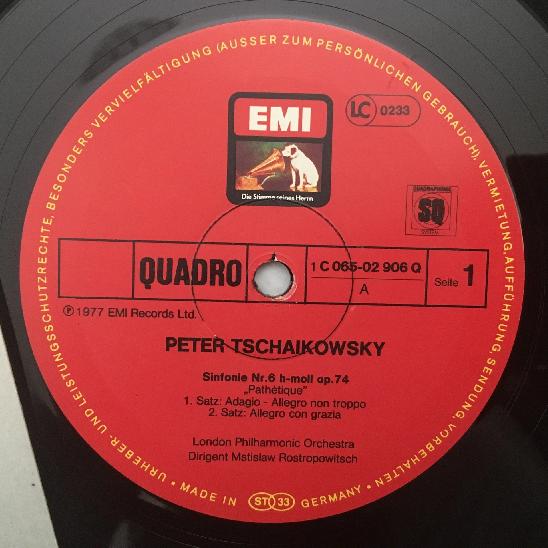 URHEBER- UND LEISTUNGSSCHUTZRECHTE, BESONDERS VERVIELFÄLTIGUNG (AUSSER ZUM PERSÖNLICHEN GEBRAUCH), VERMIETUNG, AUFFÜHRUNG, SENDUNG, VORBEHALTEN
EMI
Die Stimme seines Herrn
LC 0233
QUADRAPHONIC
SQ
SYSTEM
QUADRO
1 C 065-02 906 Q
A
Seite 1
℗ 1977 EMI Records Ltd.
PETER TSCHAIKOWSKY
Sinfonie Nr.6 h-moll op.74
„Pathétique"
1. Satz: Adagio - Allegro non troppo
2. Satz: Allegro con grazia
London Philharmonic Orchestra
Dirigent Mstislaw Rostropowitsch
• MADE IN ST 33 GERMANY •